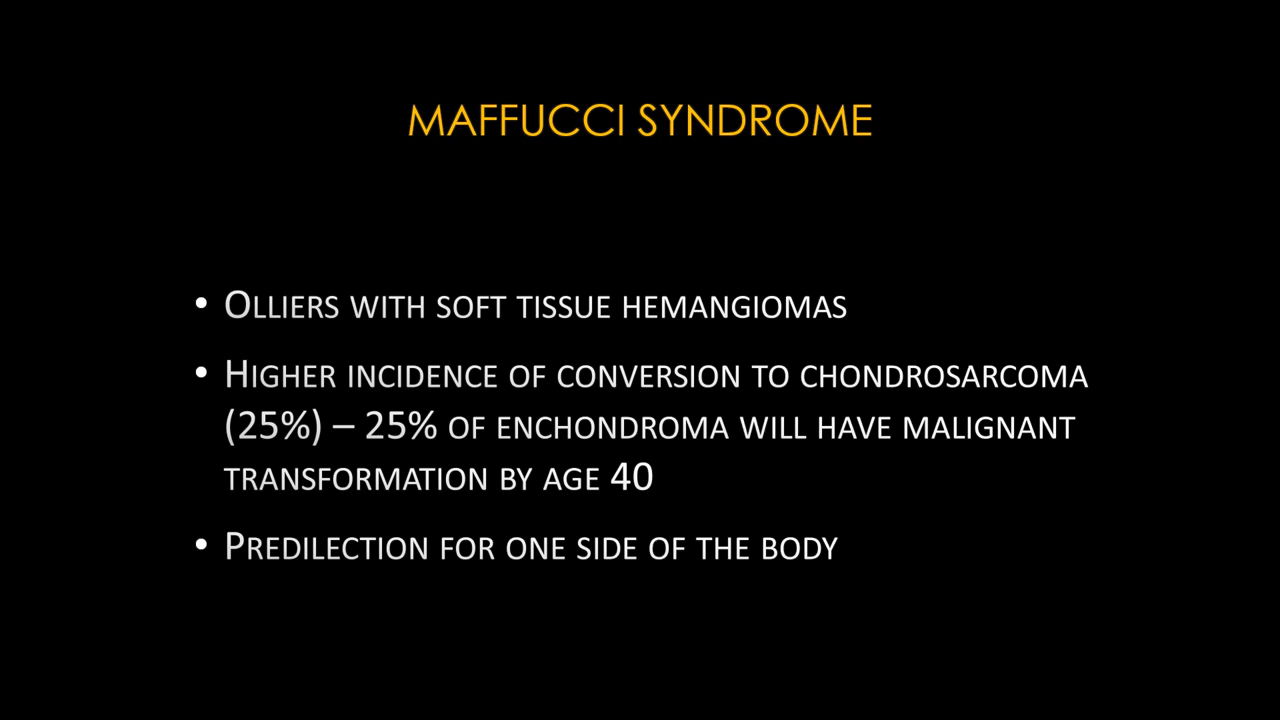 MAFFUCCI SYNDROME
• Olliers with soft tissue hemangiomas
• Higher incidence of conversion to chondrosarcoma
(25%) – 25% of enchondroma will have malignant
transformation by age 40
• Predilection for one side of the body